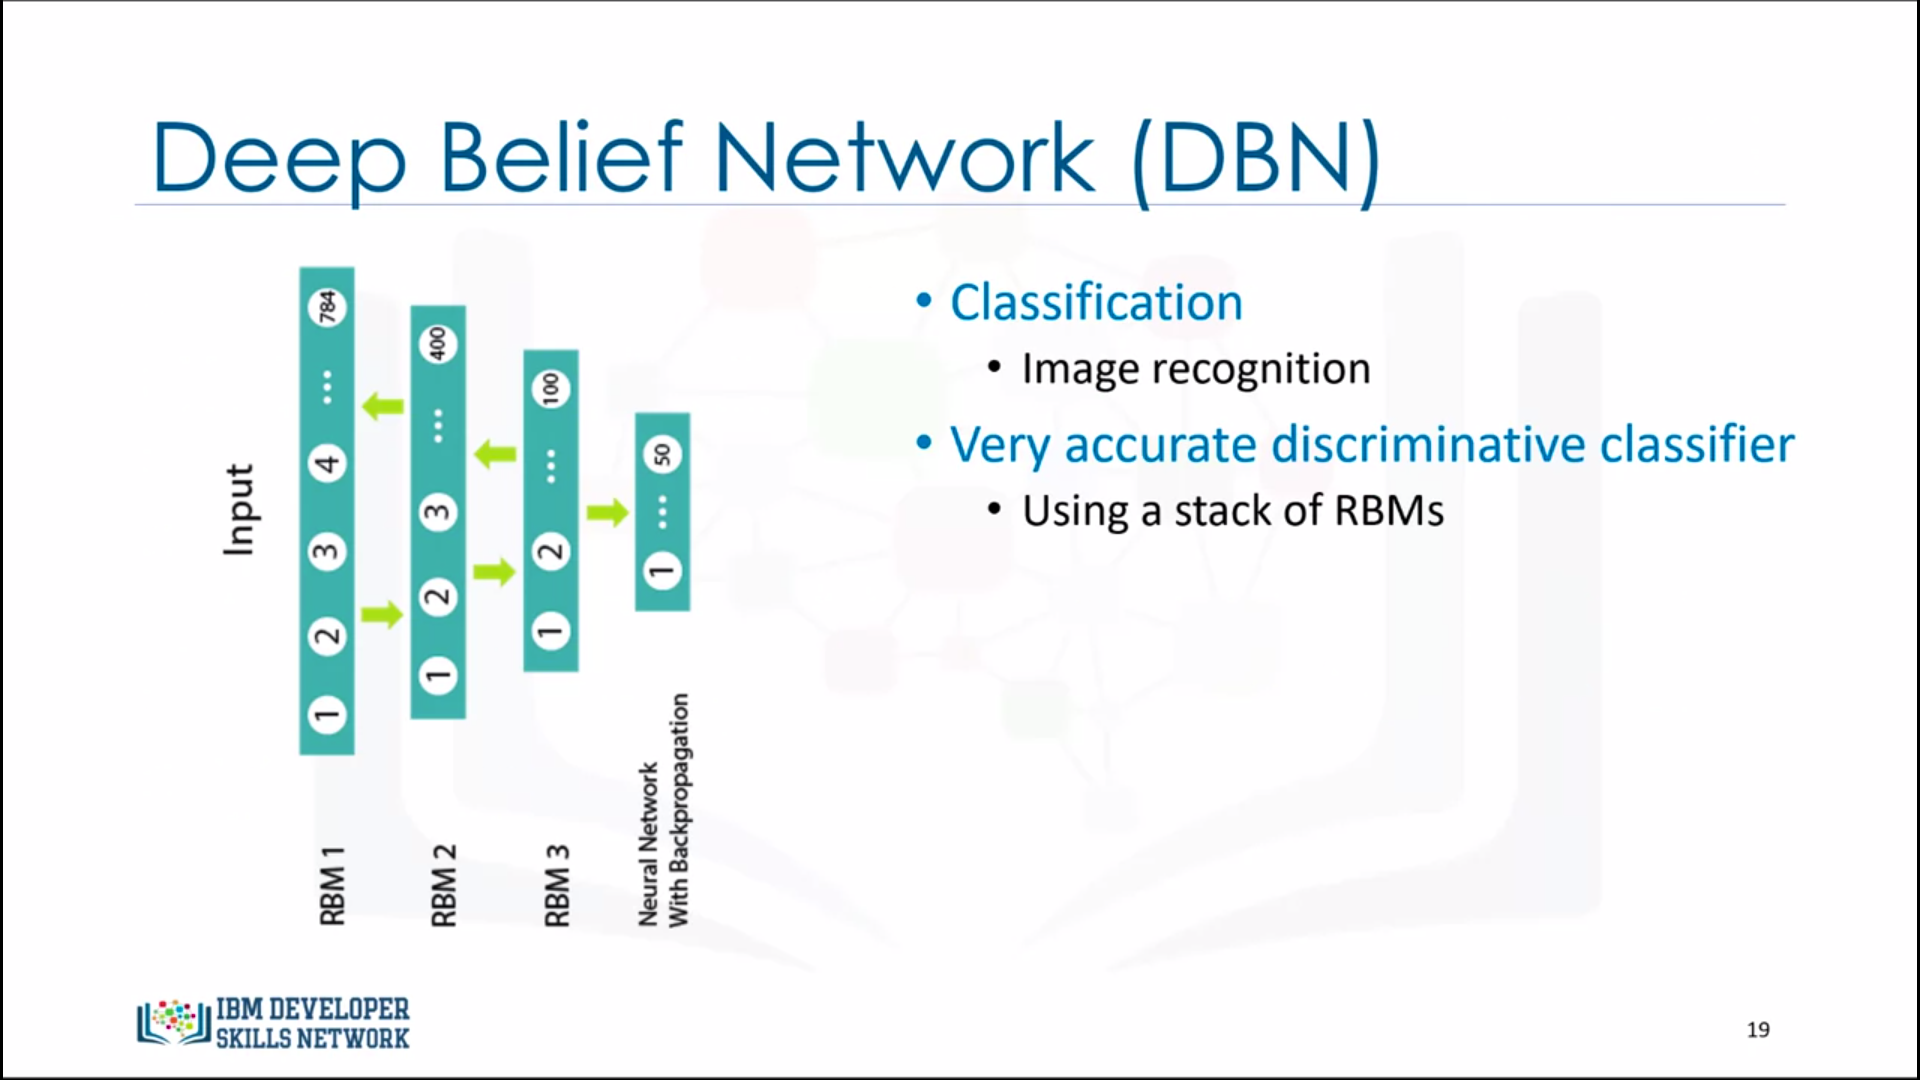 Deep Belief Network (DBN)
Input
RBM 1
1 2 3 4 ... 784
RBM 2
1 2 3 ... 400
RBM 3
1 2 ... 100
Neural Network
With Backpropagation
1 ... 50
• Classification
• Image recognition
• Very accurate discriminative classifier
• Using a stack of RBMs
IBM DEVELOPER
SKILLS NETWORK
19